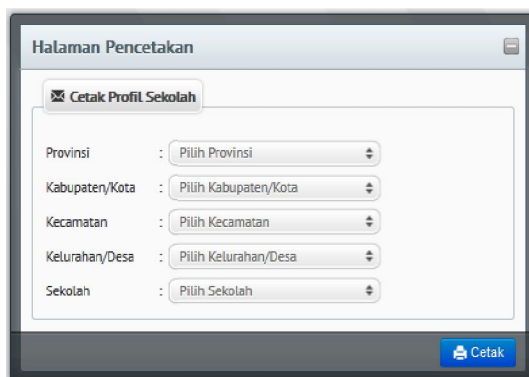 Halaman Pencetakan
Cetak Profil Sekolah
Provinsi : Pilih Provinsi
Kabupaten/Kota : Pilih Kabupaten/Kota
Kecamatan : Pilih Kecamatan
Kelurahan/Desa : Pilih Kelurahan/Desa
Sekolah : Pilih Sekolah
Cetak